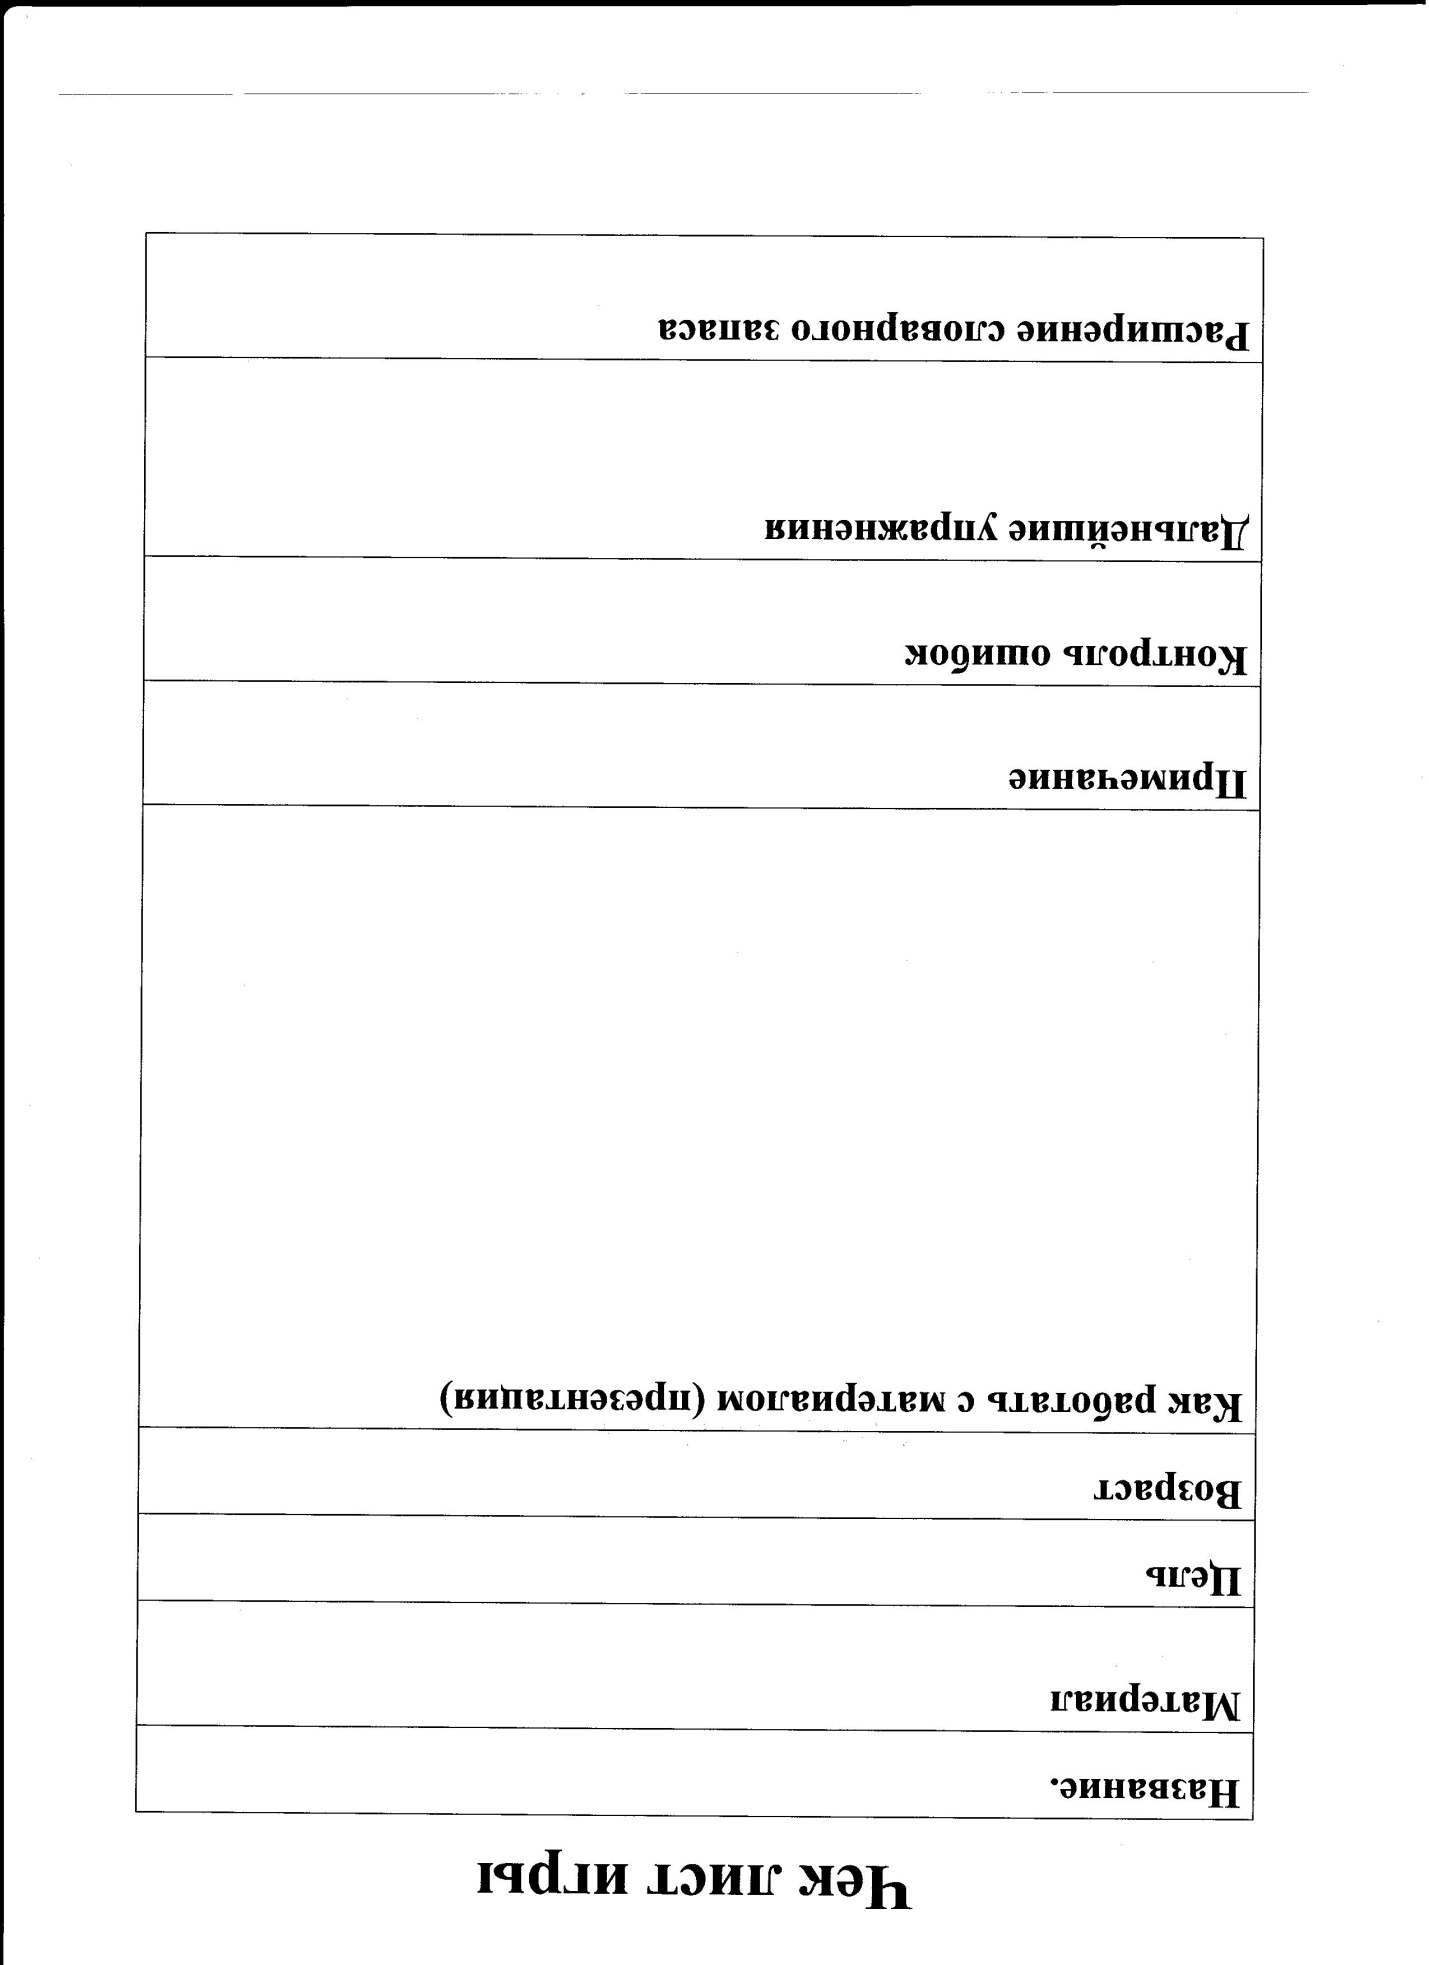 Чек лист игры
Название.
Материал
Цель
Возраст
Как работать с материалом (презентация)
Примечание
Контроль ошибок
Дальнейшие упражнения
Расширение словарного запаса